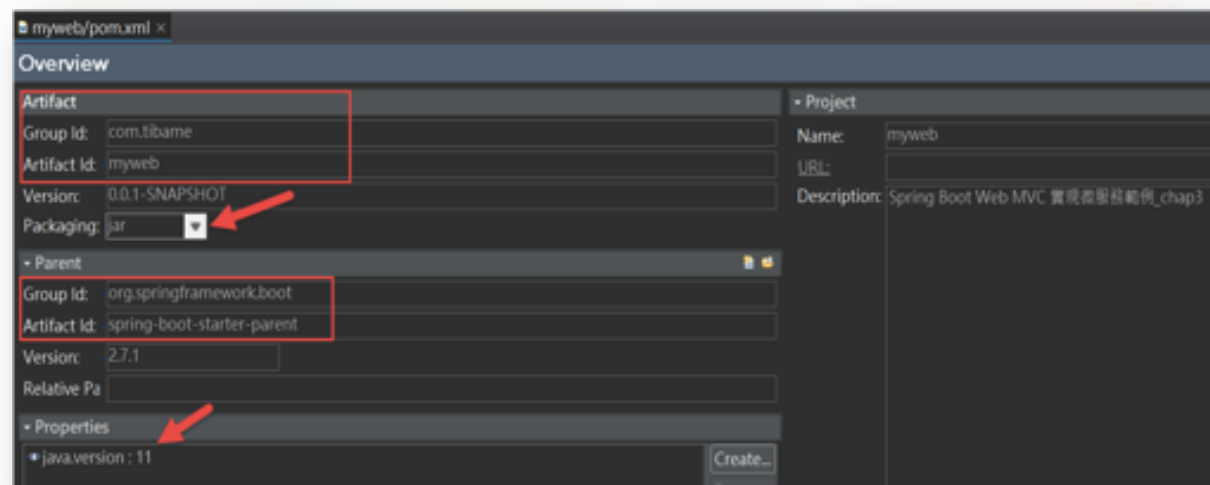 myweb/pom.xml ×
Overview
Artifact
Group Id: com.tibame
Artifact Id: myweb
Version: 0.0.1-SNAPSHOT
Packaging: jar
Parent
Group Id: org.springframework.boot
Artifact Id: spring-boot-starter-parent
Version: 2.7.1
Relative Pa
Properties
java.version : 11
Create...
Project
Name: myweb
URL:
Description: Spring Boot Web MVC 實現微服務範例_chap3